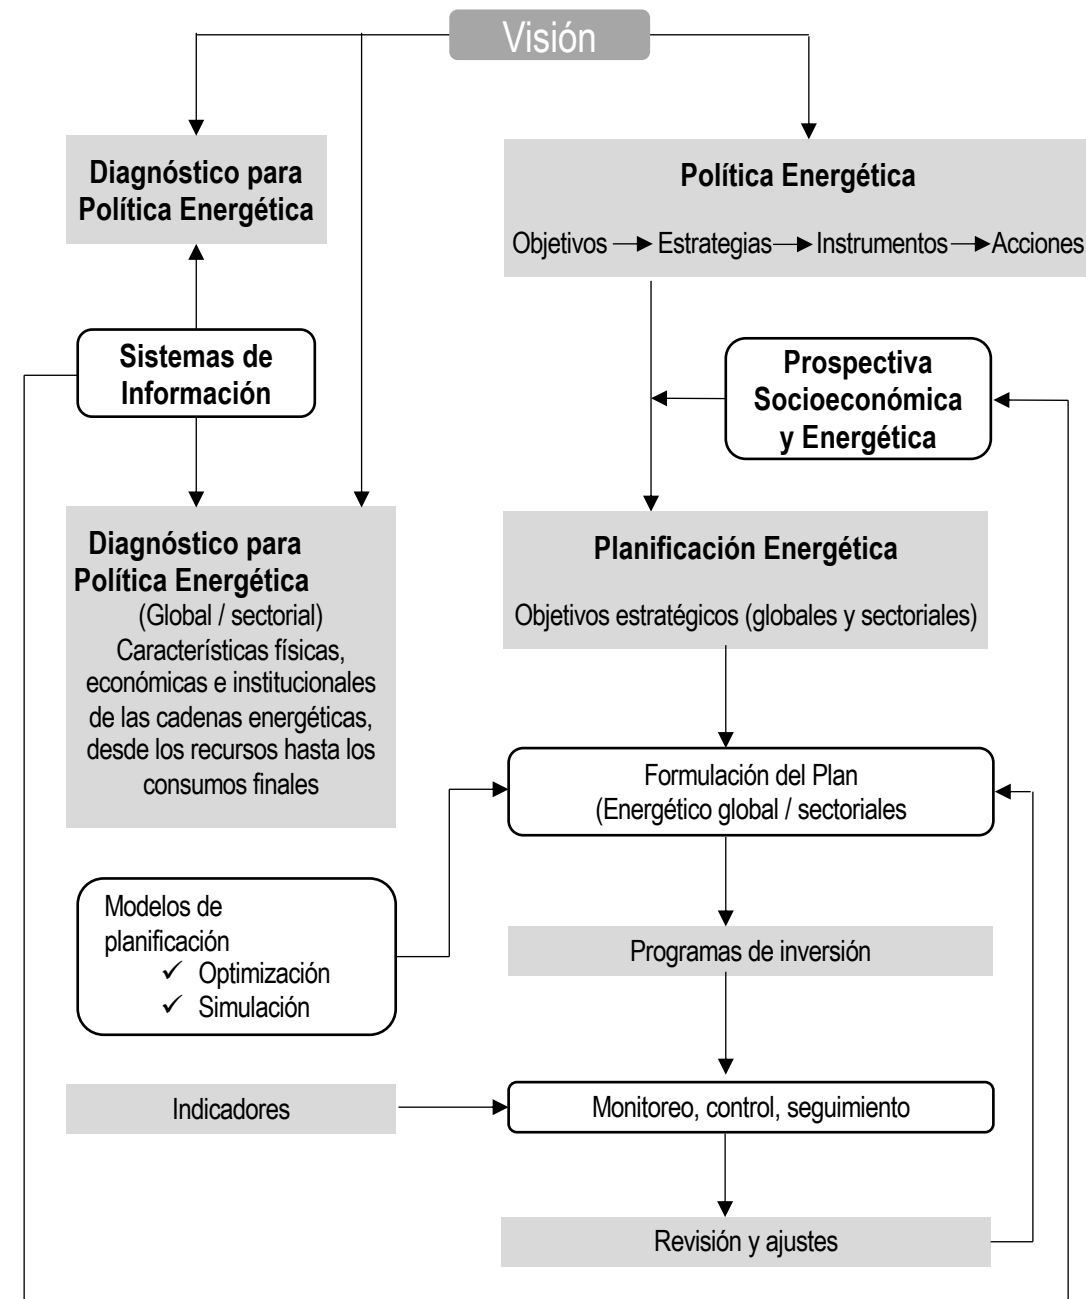 Visión
Diagnóstico para
Política Energética
Política Energética
Objetivos Estrategias Instrumentos Acciones
Sistemas de
Información
Prospectiva
Socioeconómica
y Energética
Diagnóstico para
Política Energética
(Global / sectorial)
Características físicas,
económicas e institucionales
de las cadenas energéticas,
desde los recursos hasta los
consumos finales
Planificación Energética
Objetivos estratégicos (globales y sectoriales)
Formulación del Plan
(Energético global / sectoriales
Modelos de
planificación
✓ Optimización
✓ Simulación
Programas de inversión
Indicadores
Monitoreo, control, seguimiento
Revisión y ajustes